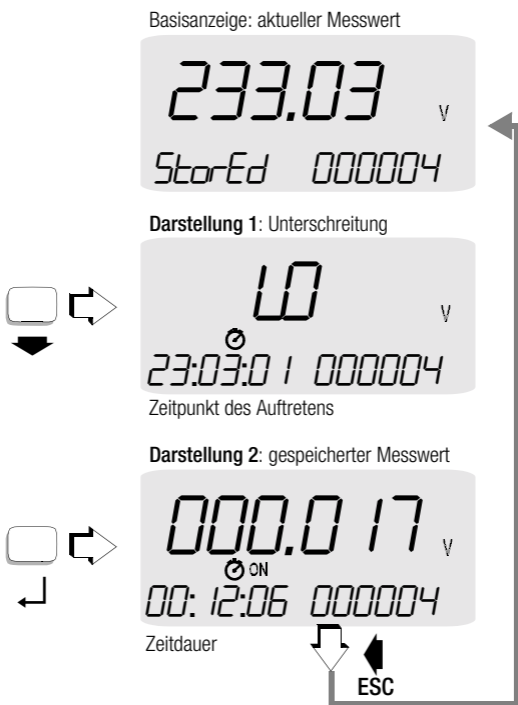 Basisanzeige: aktueller Messwert
233.03 V
StorEd 000004
Darstellung 1: Unterschreitung
LO V
23:03:01 000004
Zeitpunkt des Auftretens
Darstellung 2: gespeicherter Messwert
000.017 V
ON
00:12:06 000004
Zeitdauer
ESC